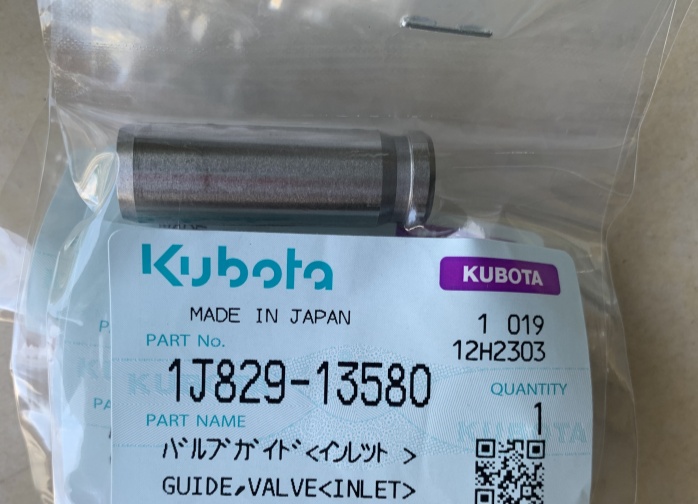 Kubota
KUBOTA
MADE IN JAPAN
1 019
PART No.
12H2303
1J829-13580
QUANTITY
1
PART NAME
バルブガイド<インレット >
GUIDE,VALVE<INLET>